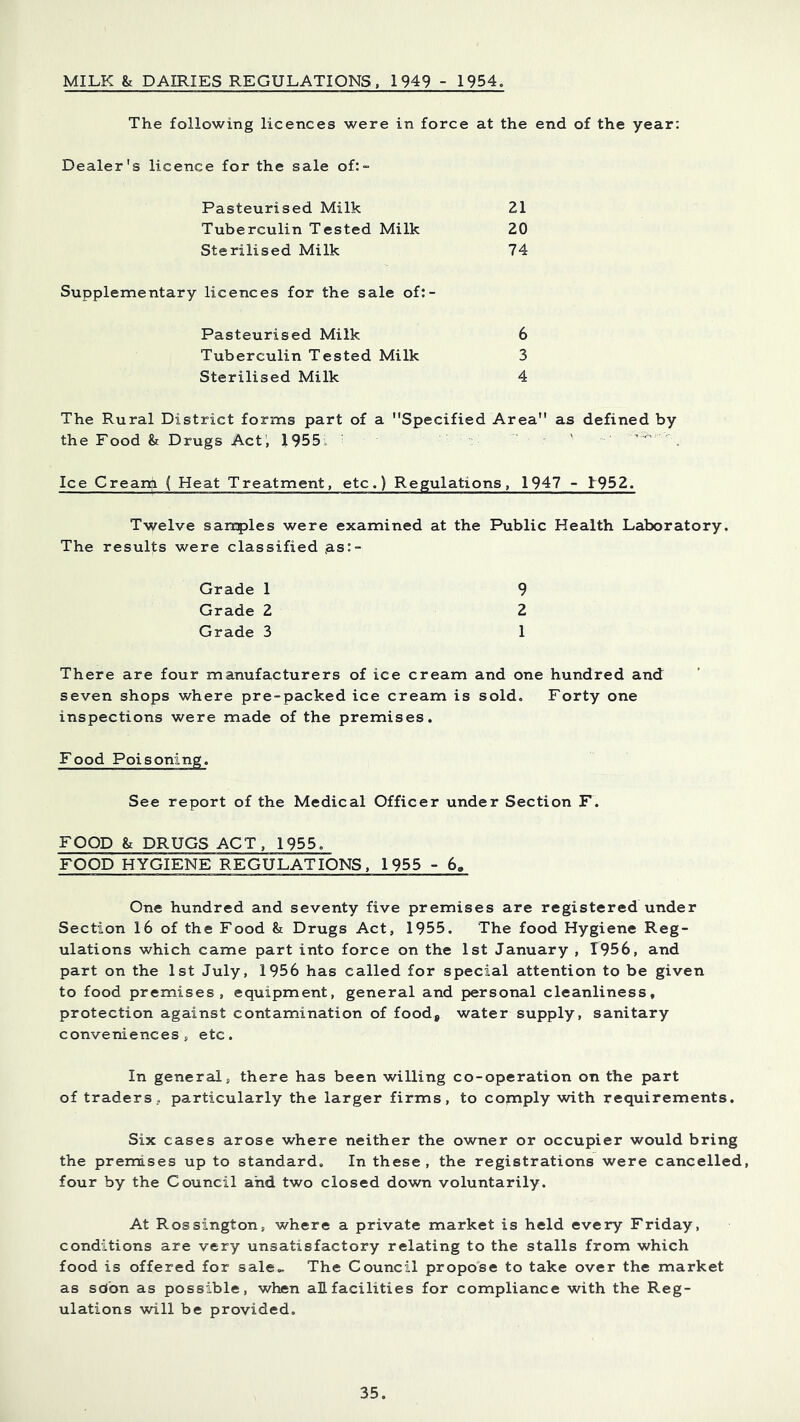 MILK & DAIRIES REGULATIONS, 1949 - 1954.
The following licences were in force at the end of the year:
Dealer's licence for the sale of:-
Pasteurised Milk 21
Tuberculin Tested Milk 20
Sterilised Milk 74
Supplementary licences for the sale of:-
Pasteurised Milk 6
Tuberculin Tested Milk 3
Sterilised Milk 4
The Rural District forms part of a "Specified Area" as defined by
the Food & Drugs Act, 1955.
Ice Cream ( Heat Treatment, etc.) Regulations, 1947 - 1952.
Twelve samples were examined at the Public Health Laboratory.
The results were classified as:-
Grade 1 9
Grade 2 2
Grade 3 1
There are four manufacturers of ice cream and one hundred and
seven shops where pre-packed ice cream is sold. Forty one
inspections were made of the premises.
Food Poisoning.
See report of the Medical Officer under Section F.
FOOD & DRUGS ACT, 1955.
FOOD HYGIENE REGULATIONS, 1955 - 6.
One hundred and seventy five premises are registered under
Section 16 of the Food & Drugs Act, 1955. The food Hygiene Reg-
ulations which came part into force on the 1st January , 1956, and
part on the 1st July, 1956 has called for special attention to be given
to food premises, equipment, general and personal cleanliness,
protection against contamination of food, water supply, sanitary
conveniences, etc.
In general, there has been willing co-operation on the part
of traders, particularly the larger firms, to comply with requirements.
Six cases arose where neither the owner or occupier would bring
the premises up to standard. In these, the registrations were cancelled,
four by the Council and two closed down voluntarily.
At Rossington, where a private market is held every Friday,
conditions are very unsatisfactory relating to the stalls from which
food is offered for sale. The Council propose to take over the market
as soon as possible, when all facilities for compliance with the Reg-
ulations will be provided.
35.